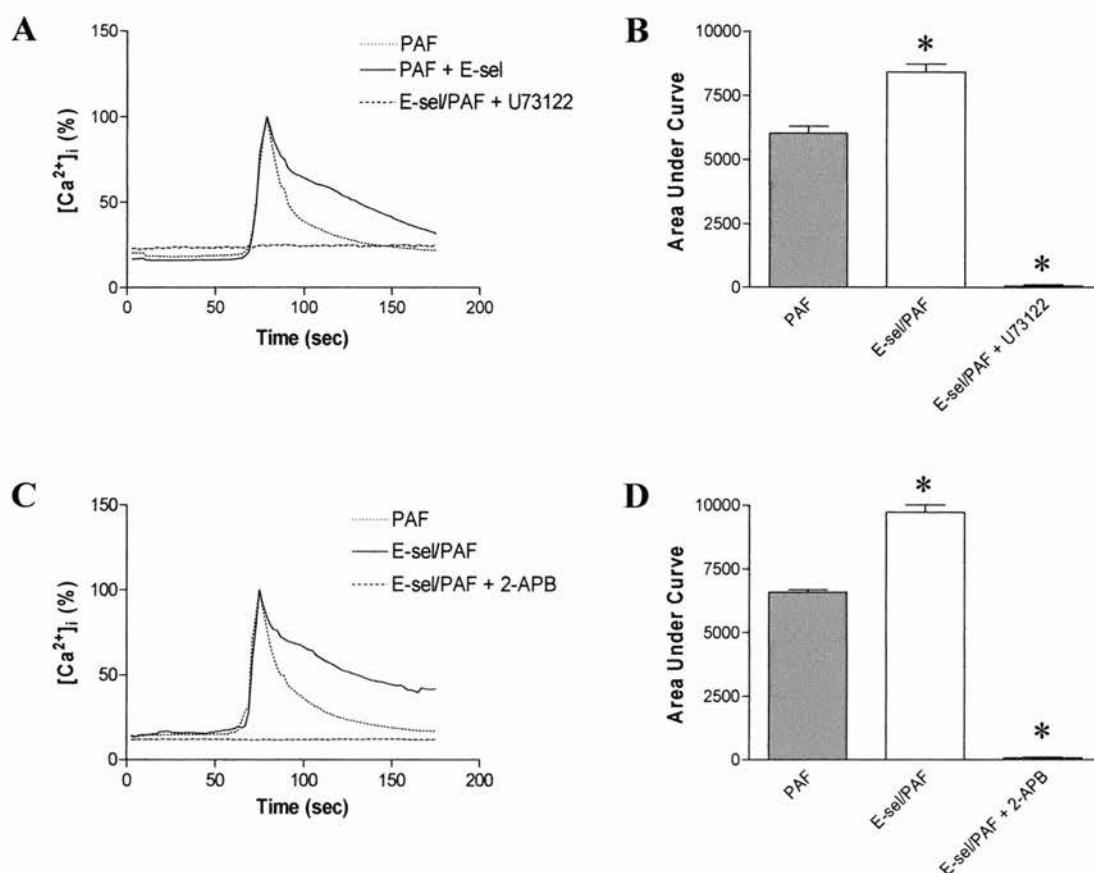 A
150
100
50
0
[Ca²⁺]ᵢ (%)
0 50 100 150 200
Time (sec)
PAF
PAF + E-sel
E-sel/PAF + U73122
B
10000
7500
5000
2500
0
Area Under Curve
*
*
PAF
E-sel/PAF
E-sel/PAF + U73122
C
150
100
50
0
[Ca²⁺]ᵢ (%)
0 50 100 150 200
Time (sec)
PAF
E-sel/PAF
E-sel/PAF + 2-APB
D
10000
7500
5000
2500
0
Area Under Curve
*
*
PAF
E-sel/PAF
E-sel/PAF + 2-APB